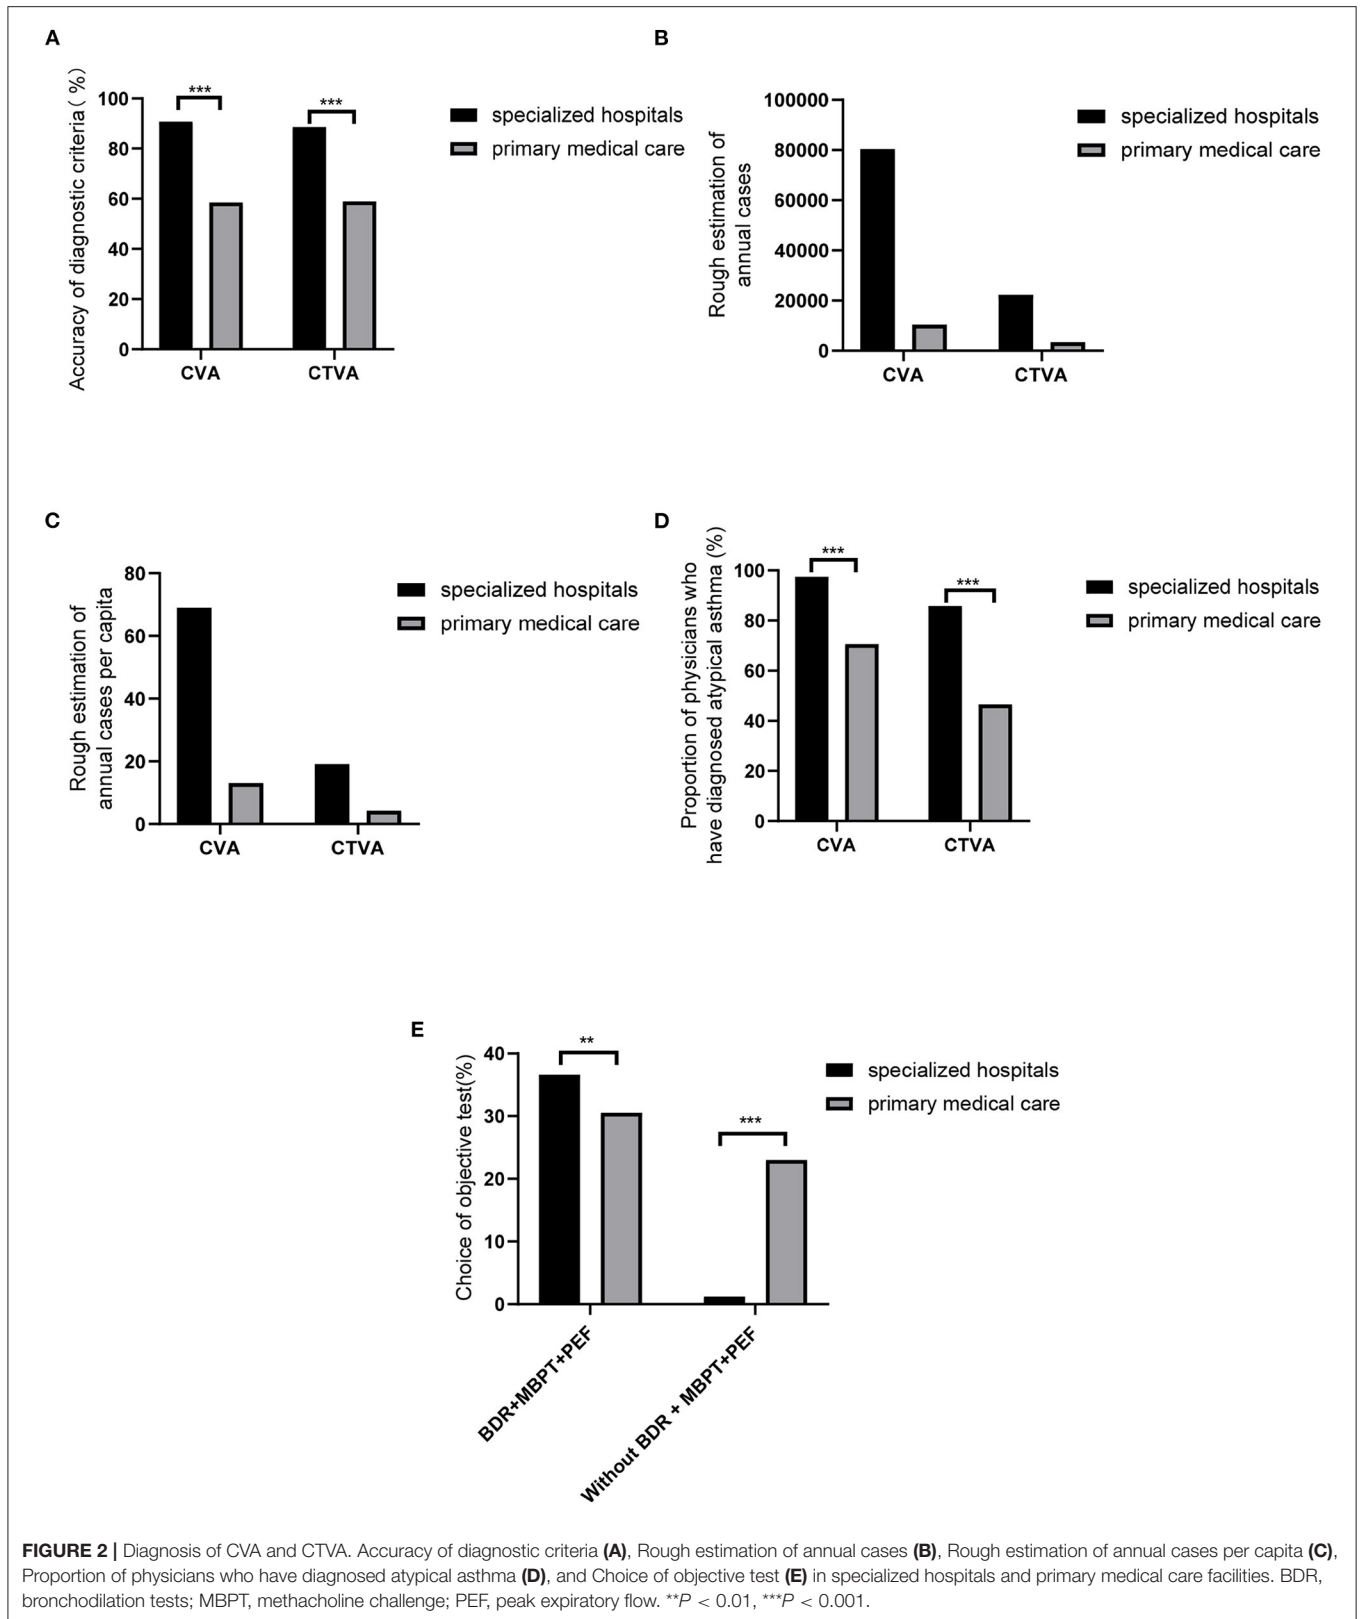 A
Accuracy of diagnostic criteria( %)
100
80
60
40
20
0
***
***
CVA
CTVA
specialized hospitals
primary medical care
B
Rough estimation of
annual cases
100000
80000
60000
40000
20000
0
CVA
CTVA
specialized hospitals
primary medical care
C
Rough estimation of
annual cases per capita
80
60
40
20
0
CVA
CTVA
specialized hospitals
primary medical care
D
Proportion of physicians who
have diagnosed atypical asthma (%)
100
80
60
40
20
0
***
***
CVA
CTVA
specialized hospitals
primary medical care
E
Choice of objective test(%)
40
30
20
10
0
**
***
BDR+MBPT+PEF
Without BDR + MBPT+PEF
specialized hospitals
primary medical care
FIGURE 2 | Diagnosis of CVA and CTVA. Accuracy of diagnostic criteria (A), Rough estimation of annual cases (B), Rough estimation of annual cases per capita (C),
Proportion of physicians who have diagnosed atypical asthma (D), and Choice of objective test (E) in specialized hospitals and primary medical care facilities. BDR,
bronchodilation tests; MBPT, methacholine challenge; PEF, peak expiratory flow. **P < 0.01, ***P < 0.001.